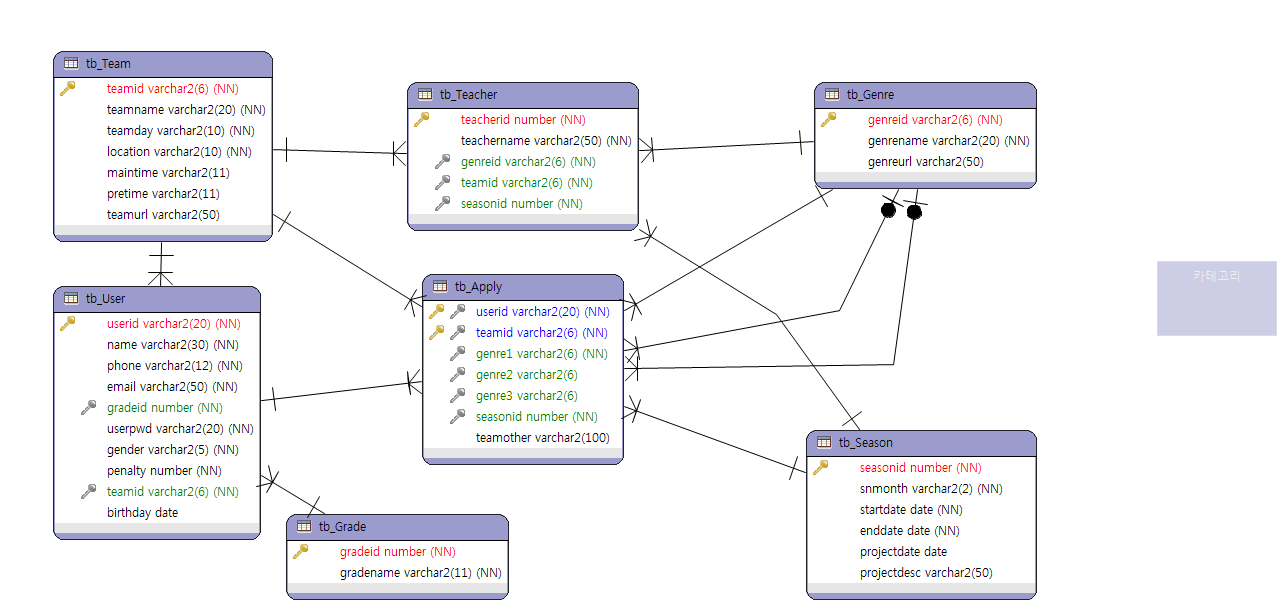 tb_Team
teamid varchar2(6) (NN)
teamname varchar2(20) (NN)
teamday varchar2(10) (NN)
location varchar2(10) (NN)
maintime varchar2(11)
pretime varchar2(11)
teamurl varchar2(50)
tb_Teacher
teacherid number (NN)
teachername varchar2(50) (NN)
genreid varchar2(6) (NN)
teamid varchar2(6) (NN)
seasonid number (NN)
tb_Genre
genreid varchar2(6) (NN)
genrename varchar2(20) (NN)
genreurl varchar2(50)
tb_User
userid varchar2(20) (NN)
name varchar2(30) (NN)
phone varchar2(12) (NN)
email varchar2(50) (NN)
gradeid number (NN)
userpwd varchar2(20) (NN)
gender varchar2(5) (NN)
penalty number (NN)
teamid varchar2(6) (NN)
birthday date
tb_Apply
userid varchar2(20) (NN)
teamid varchar2(6) (NN)
genre1 varchar2(6) (NN)
genre2 varchar2(6)
genre3 varchar2(6)
seasonid number (NN)
teamother varchar2(100)
카테고리
tb_Grade
gradeid number (NN)
gradename varchar2(11) (NN)
tb_Season
seasonid number (NN)
snmonth varchar2(2) (NN)
startdate date (NN)
enddate date (NN)
projectdate date
projectdesc varchar2(50)